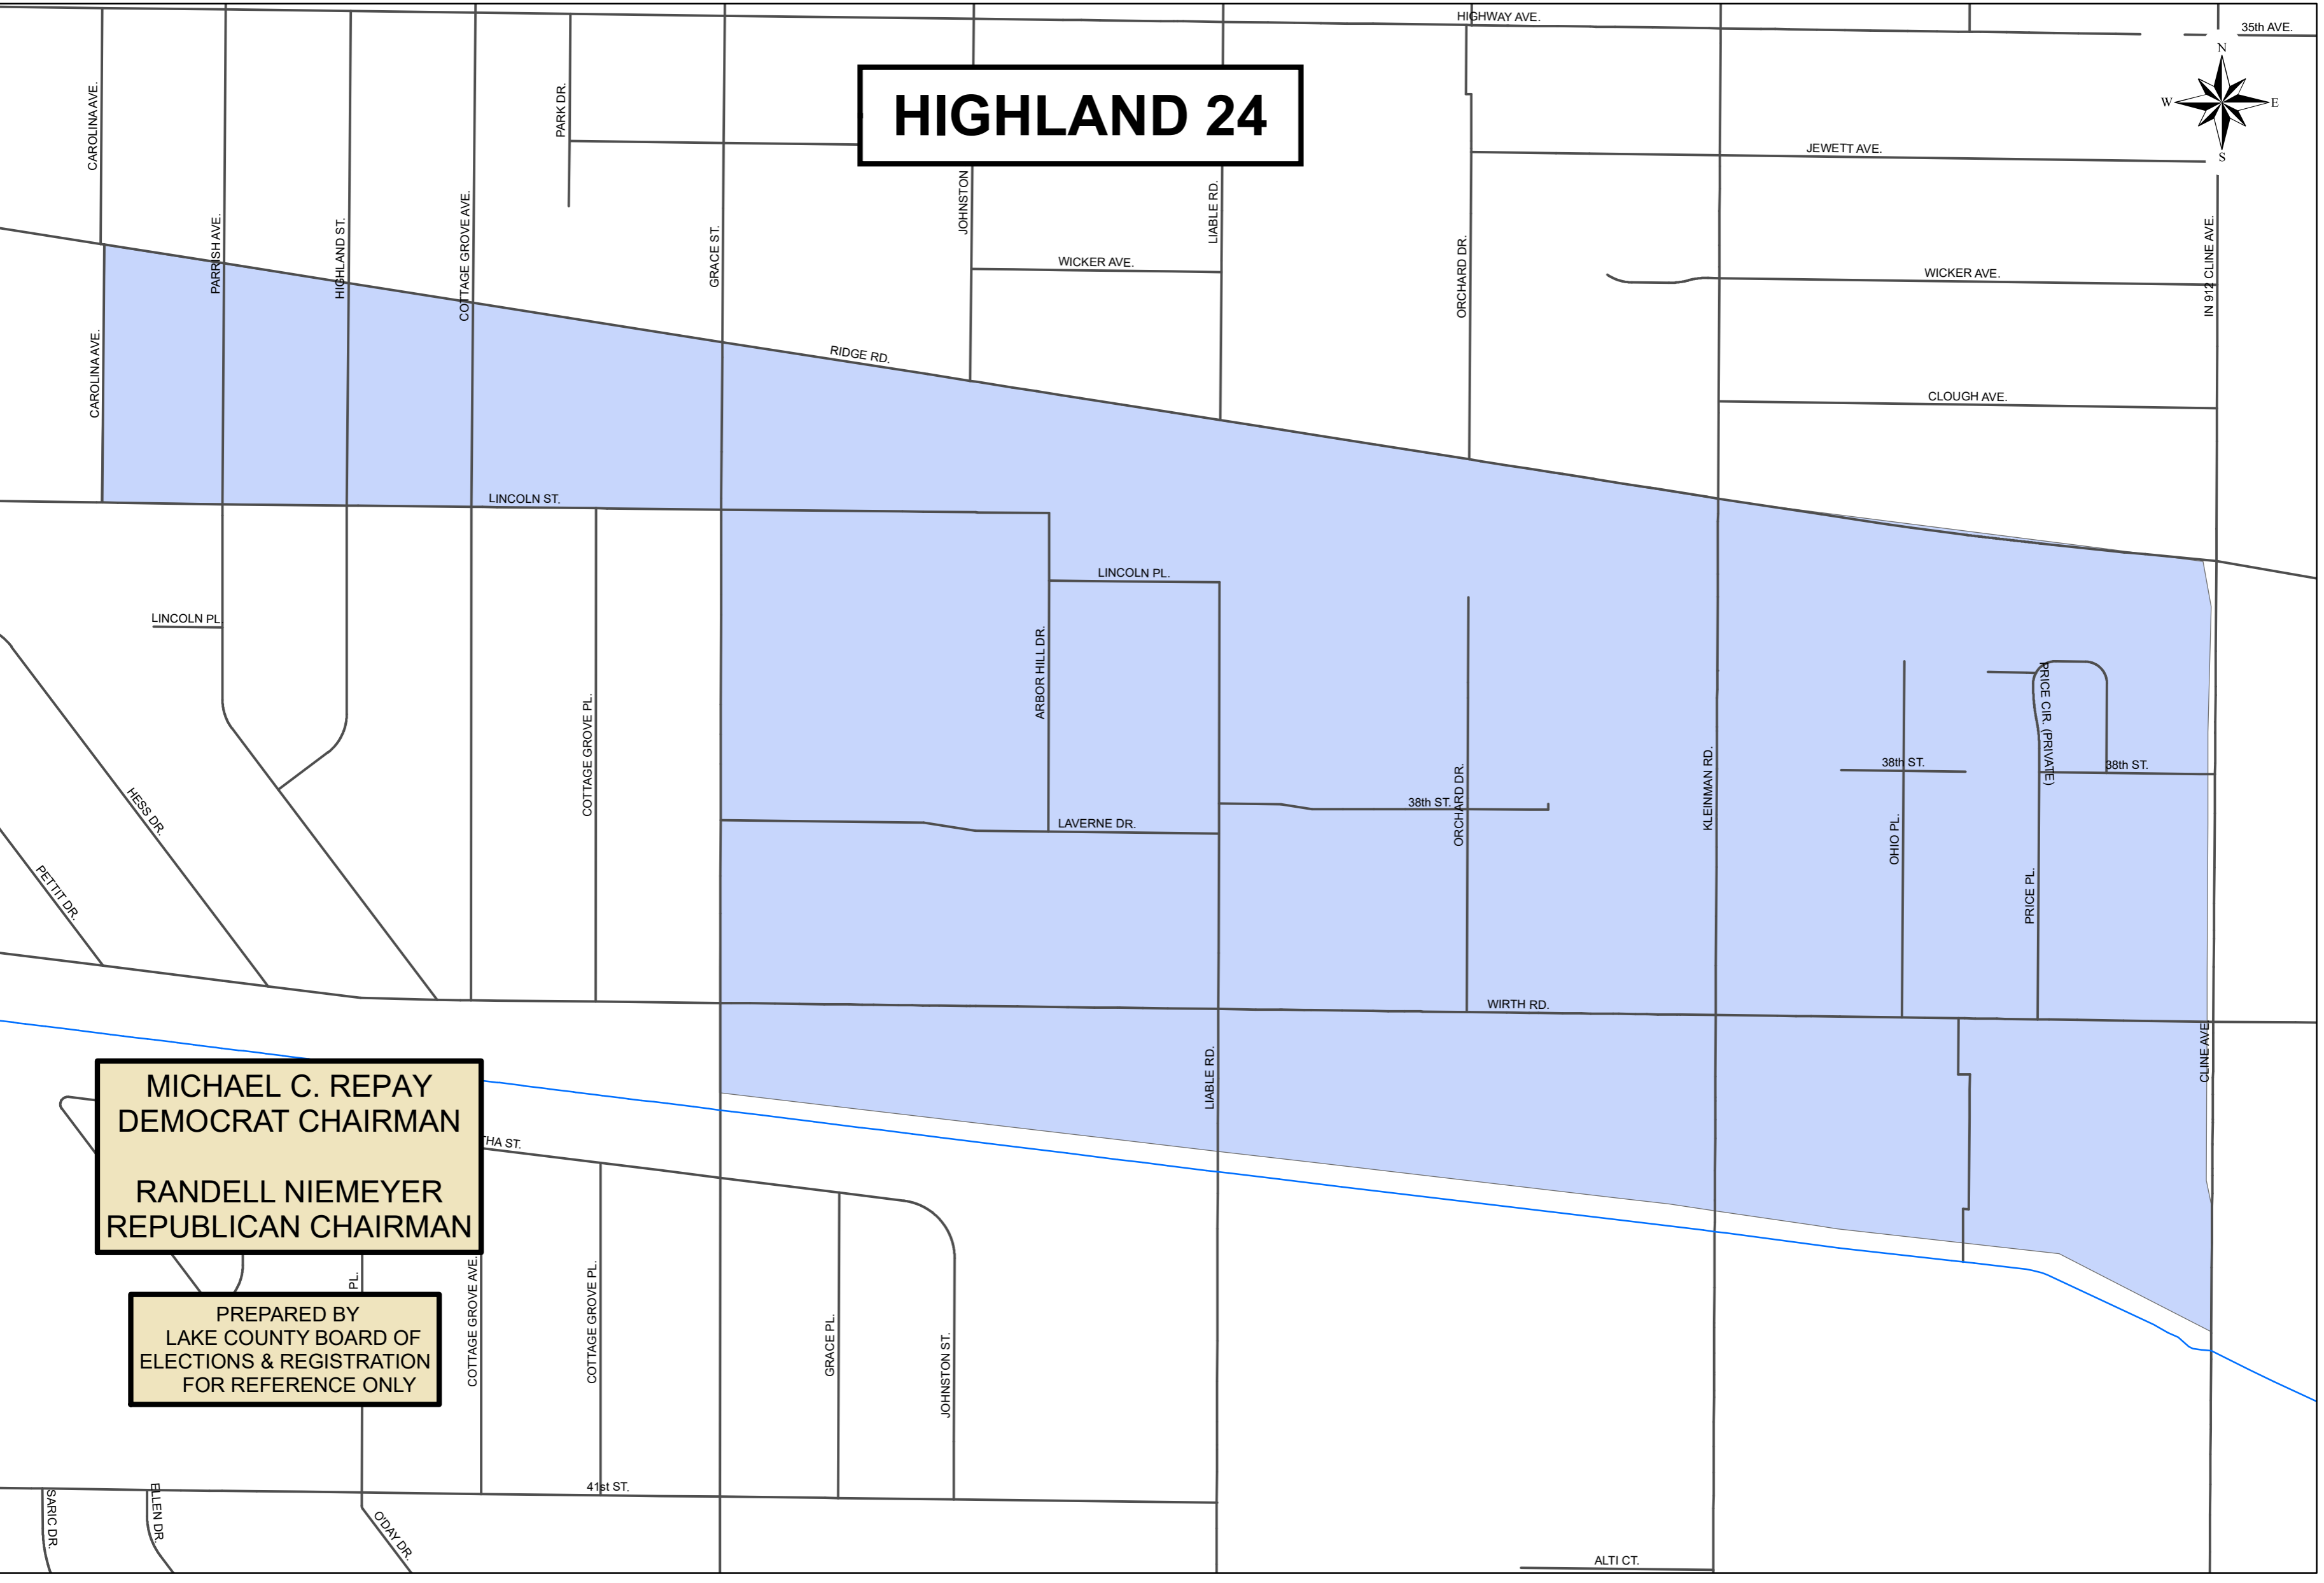 HIGHWAY AVE.
35th AVE.
N
W
E
S
HIGHLAND 24
CAROLINA AVE.
PARK DR.
JEWETT AVE.
PARRISH AVE.
HIGHLAND ST.
COTTAGE GROVE AVE.
GRACE ST.
JOHNSTON
LIABLE RD.
ORCHARD DR.
IN 912 CLINE AVE.
WICKER AVE.
WICKER AVE.
CAROLINA AVE.
RIDGE RD.
CLOUGH AVE.
LINCOLN ST.
LINCOLN PL.
LINCOLN PL.
ARBOR HILL DR.
COTTAGE GROVE PL.
KLEINMAN RD.
PRICE CIR. (PRIVATE)
38th ST.
38th ST.
38th ST.
ORCHARD DR.
OHIO PL.
HESS DR.
LAVERNE DR.
PETTIT DR.
PRICE PL.
WIRTH RD.
CLINE AVE.
LIABLE RD.
MICHAEL C. REPAY
DEMOCRAT CHAIRMAN
RANDELL NIEMEYER
REPUBLICAN CHAIRMAN
THA ST.
PL.
COTTAGE GROVE AVE.
COTTAGE GROVE PL.
GRACE PL.
JOHNSTON ST.
PREPARED BY
LAKE COUNTY BOARD OF
ELECTIONS & REGISTRATION
FOR REFERENCE ONLY
41st ST.
SARIC DR.
ELLEN DR.
O'DAY DR.
ALTI CT.